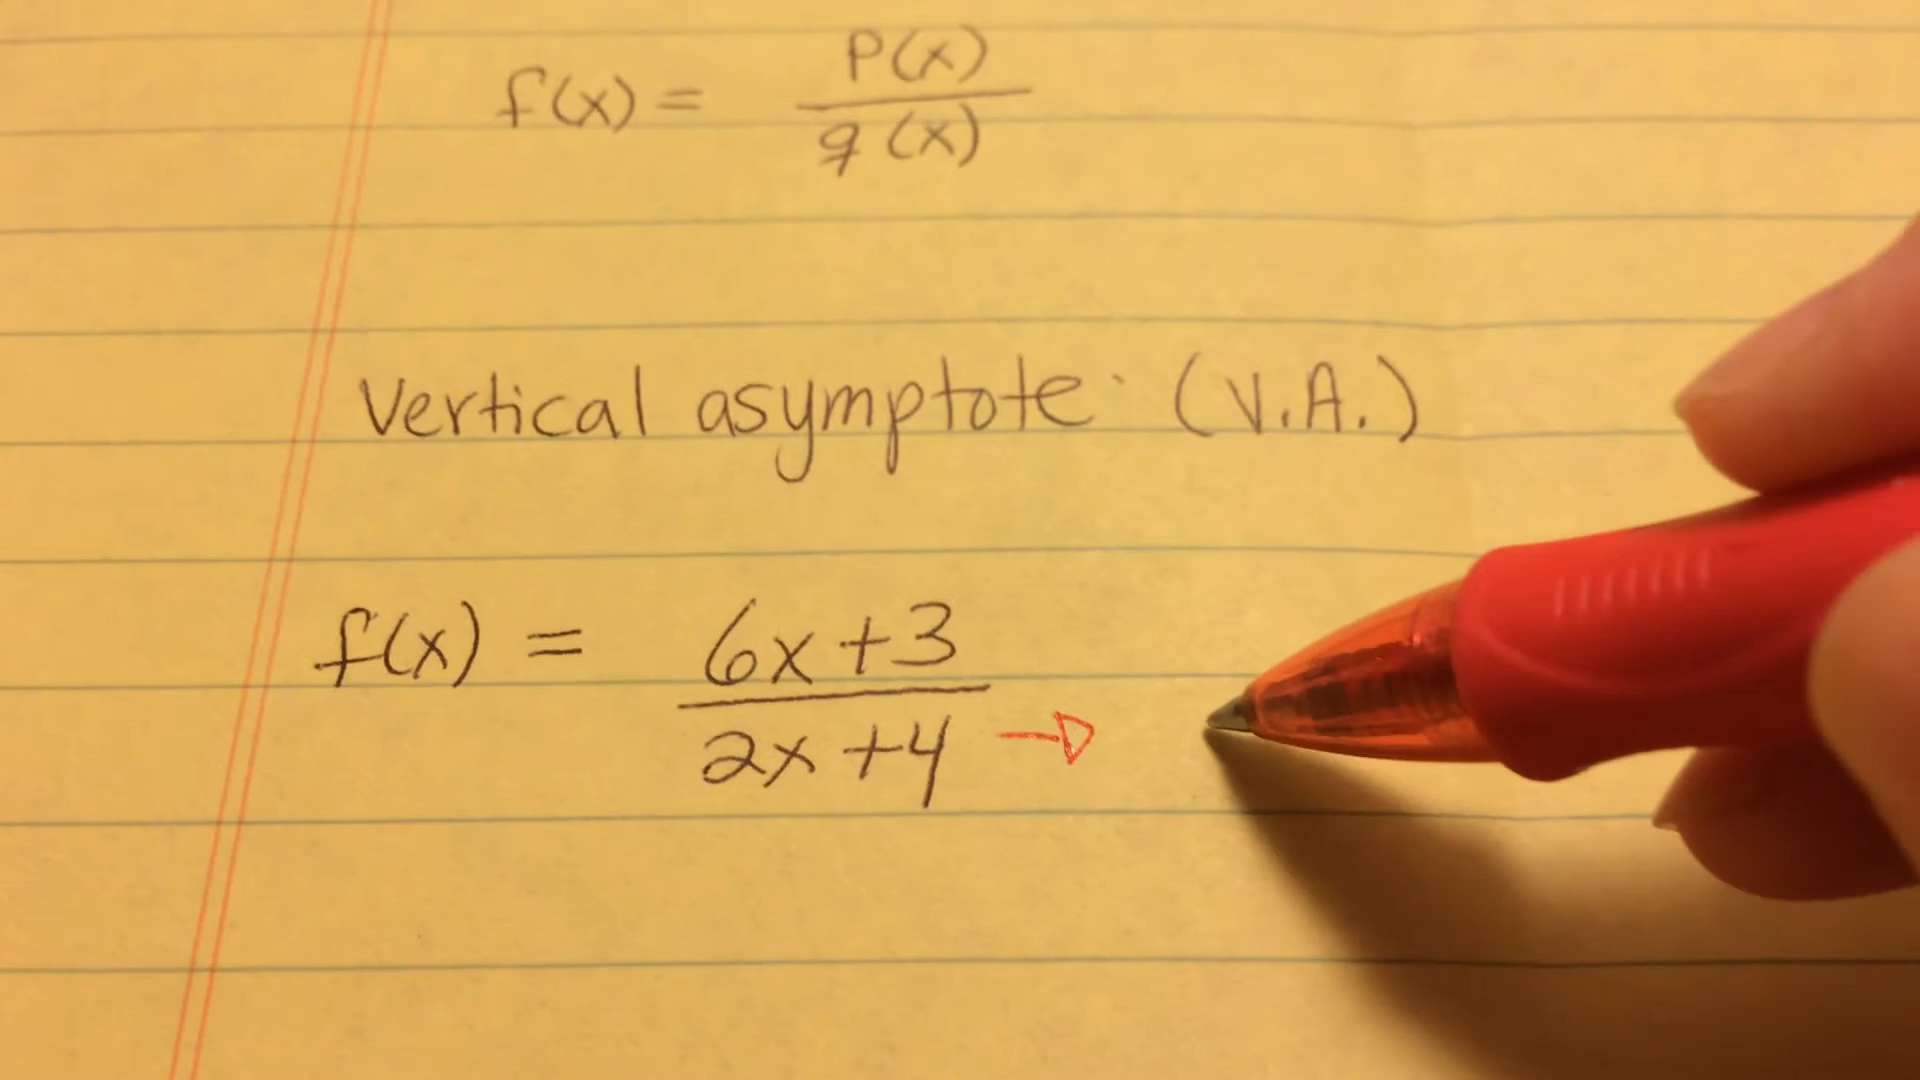 f(x) = P(x)
q(x)
Vertical asymptote: (V.A.)
f(x) = 6x+3
2x+4 →